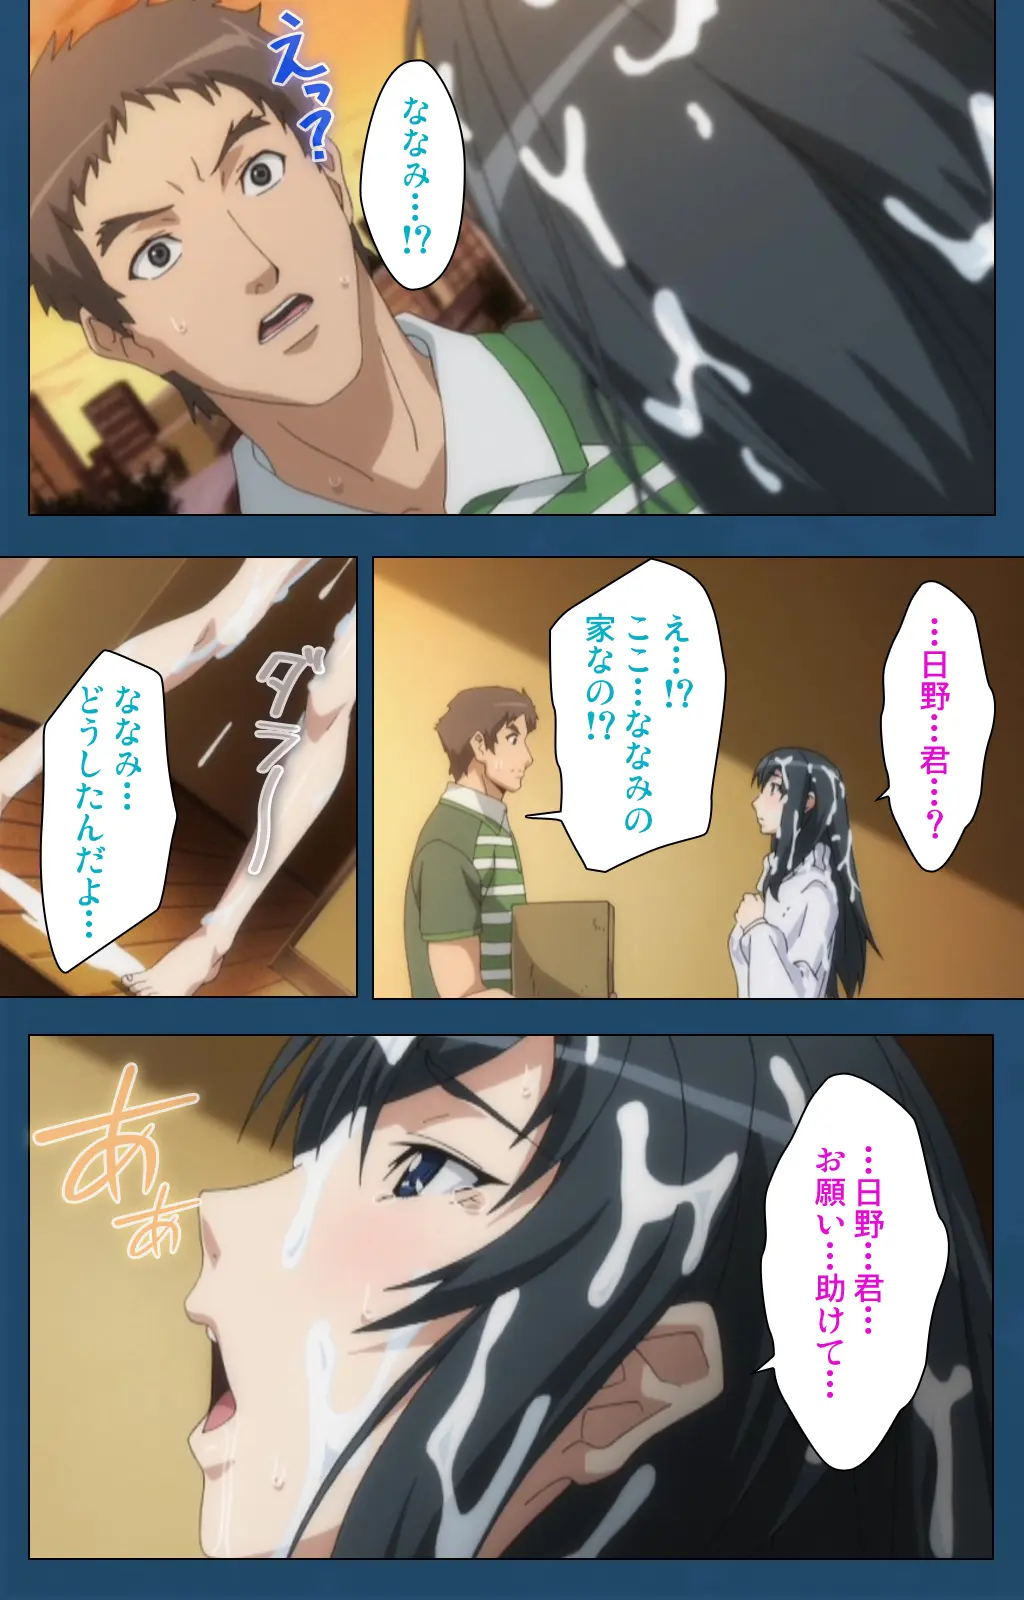 えっ?
ななみ…!?
…日野…君…?
え…!?
ここ…ななみの
家なの!?
ダラー
ななみ…
どうしたんだよ…
…日野…君…
お願い…助けて…
あぁ